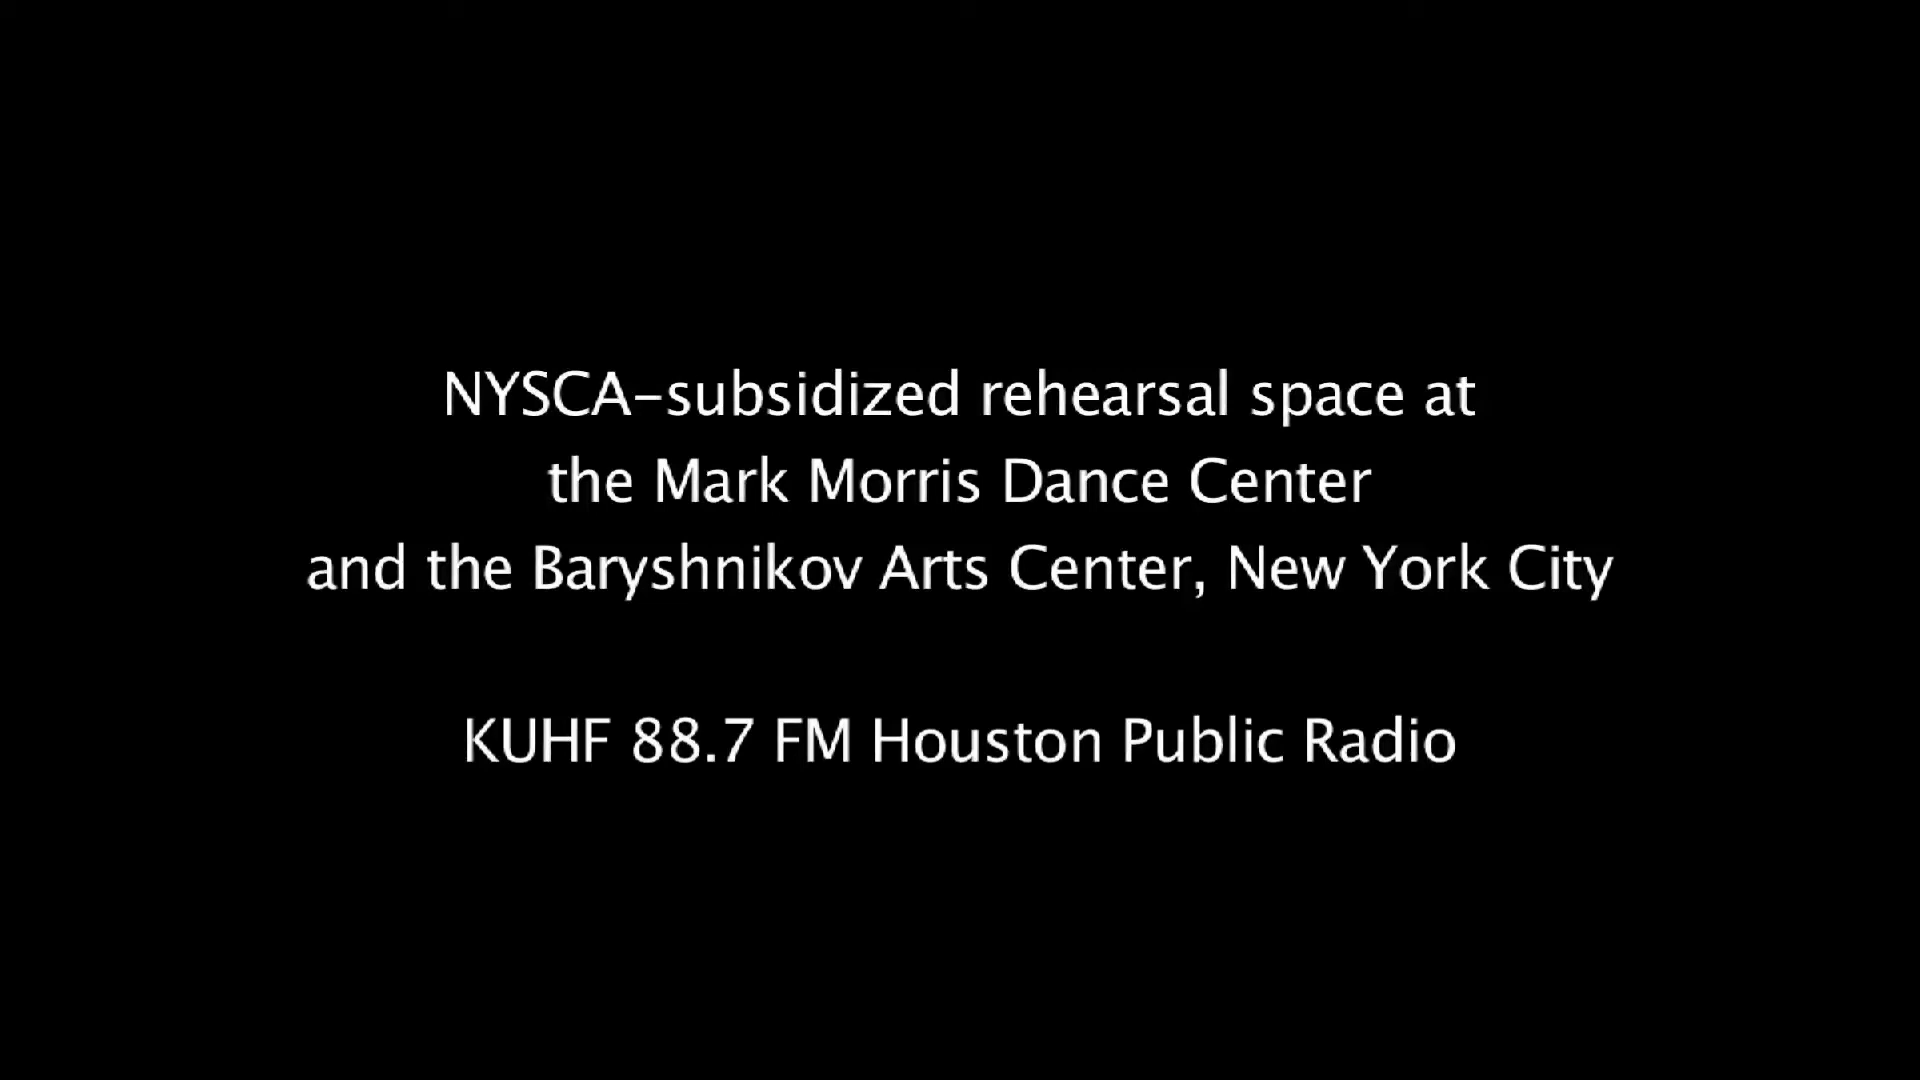 NYSCA-subsidized rehearsal space at
the Mark Morris Dance Center
and the Baryshnikov Arts Center, New York City
KUHF 88.7 FM Houston Public Radio